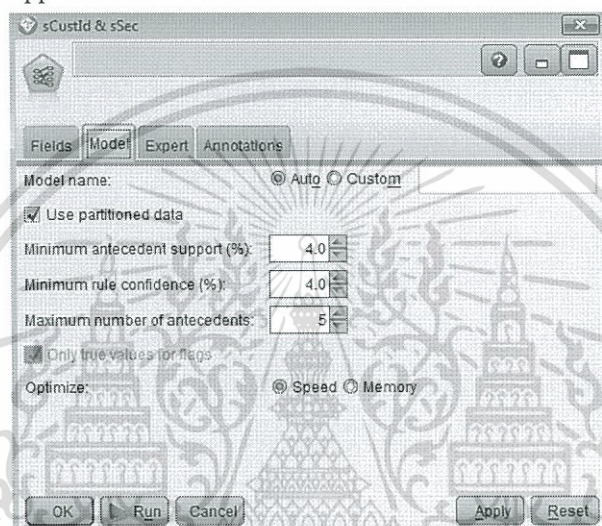 sCustId & sSec
Fields Model Expert Annotations
Model name: Auto Custom
Use partitioned data
Minimum antecedent support (%): 4.0
Minimum rule confidence (%): 4.0
Maximum number of antecedents: 5
Only true values for flags
Optimize: Speed Memory
OK Run Cancel Apply Reset